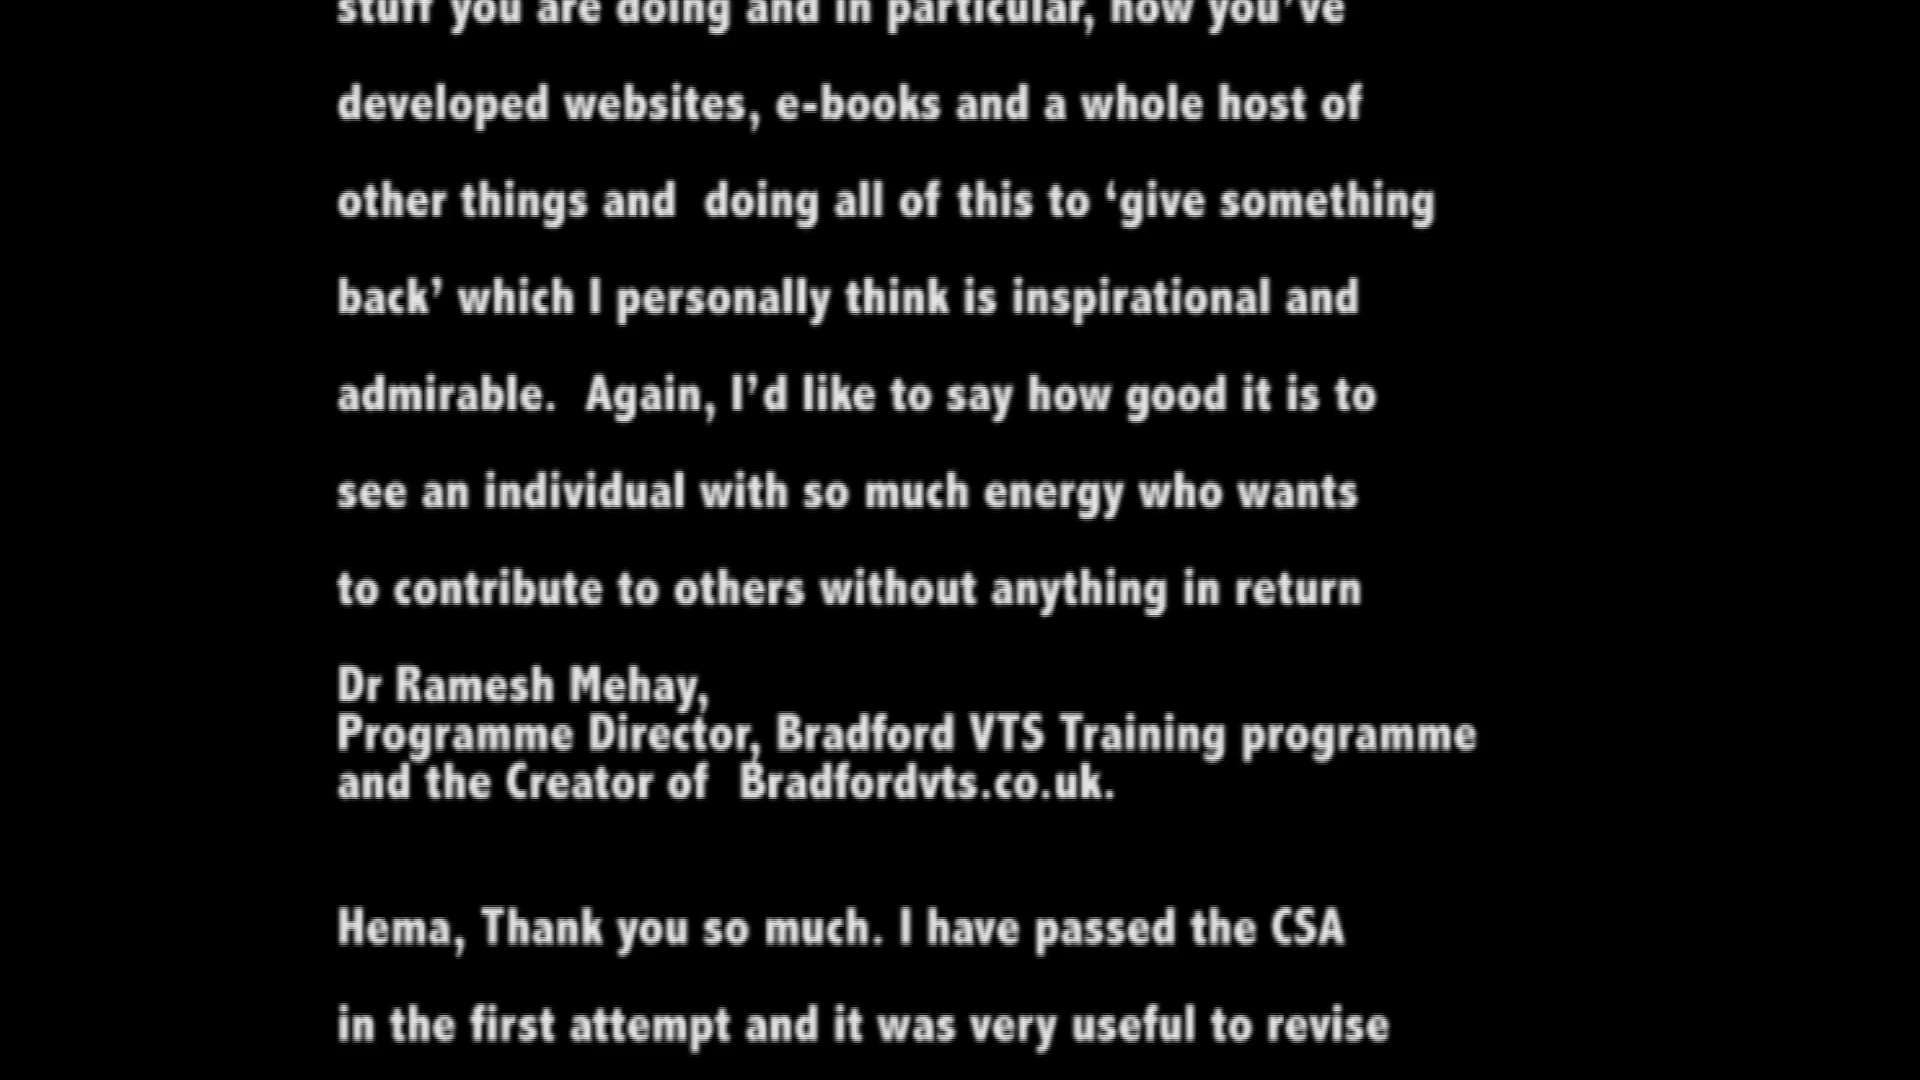 stuff you are doing and in particular, how you’ve
developed websites, e-books and a whole host of
other things and  doing all of this to ‘give something
back’ which I personally think is inspirational and
admirable.  Again, I’d like to say how good it is to
see an individual with so much energy who wants
to contribute to others without anything in return
Dr Ramesh Mehay,
Programme Director, Bradford VTS Training programme
and the Creator of  Bradfordvts.co.uk.
Hema, Thank you so much. I have passed the CSA
in the first attempt and it was very useful to revise